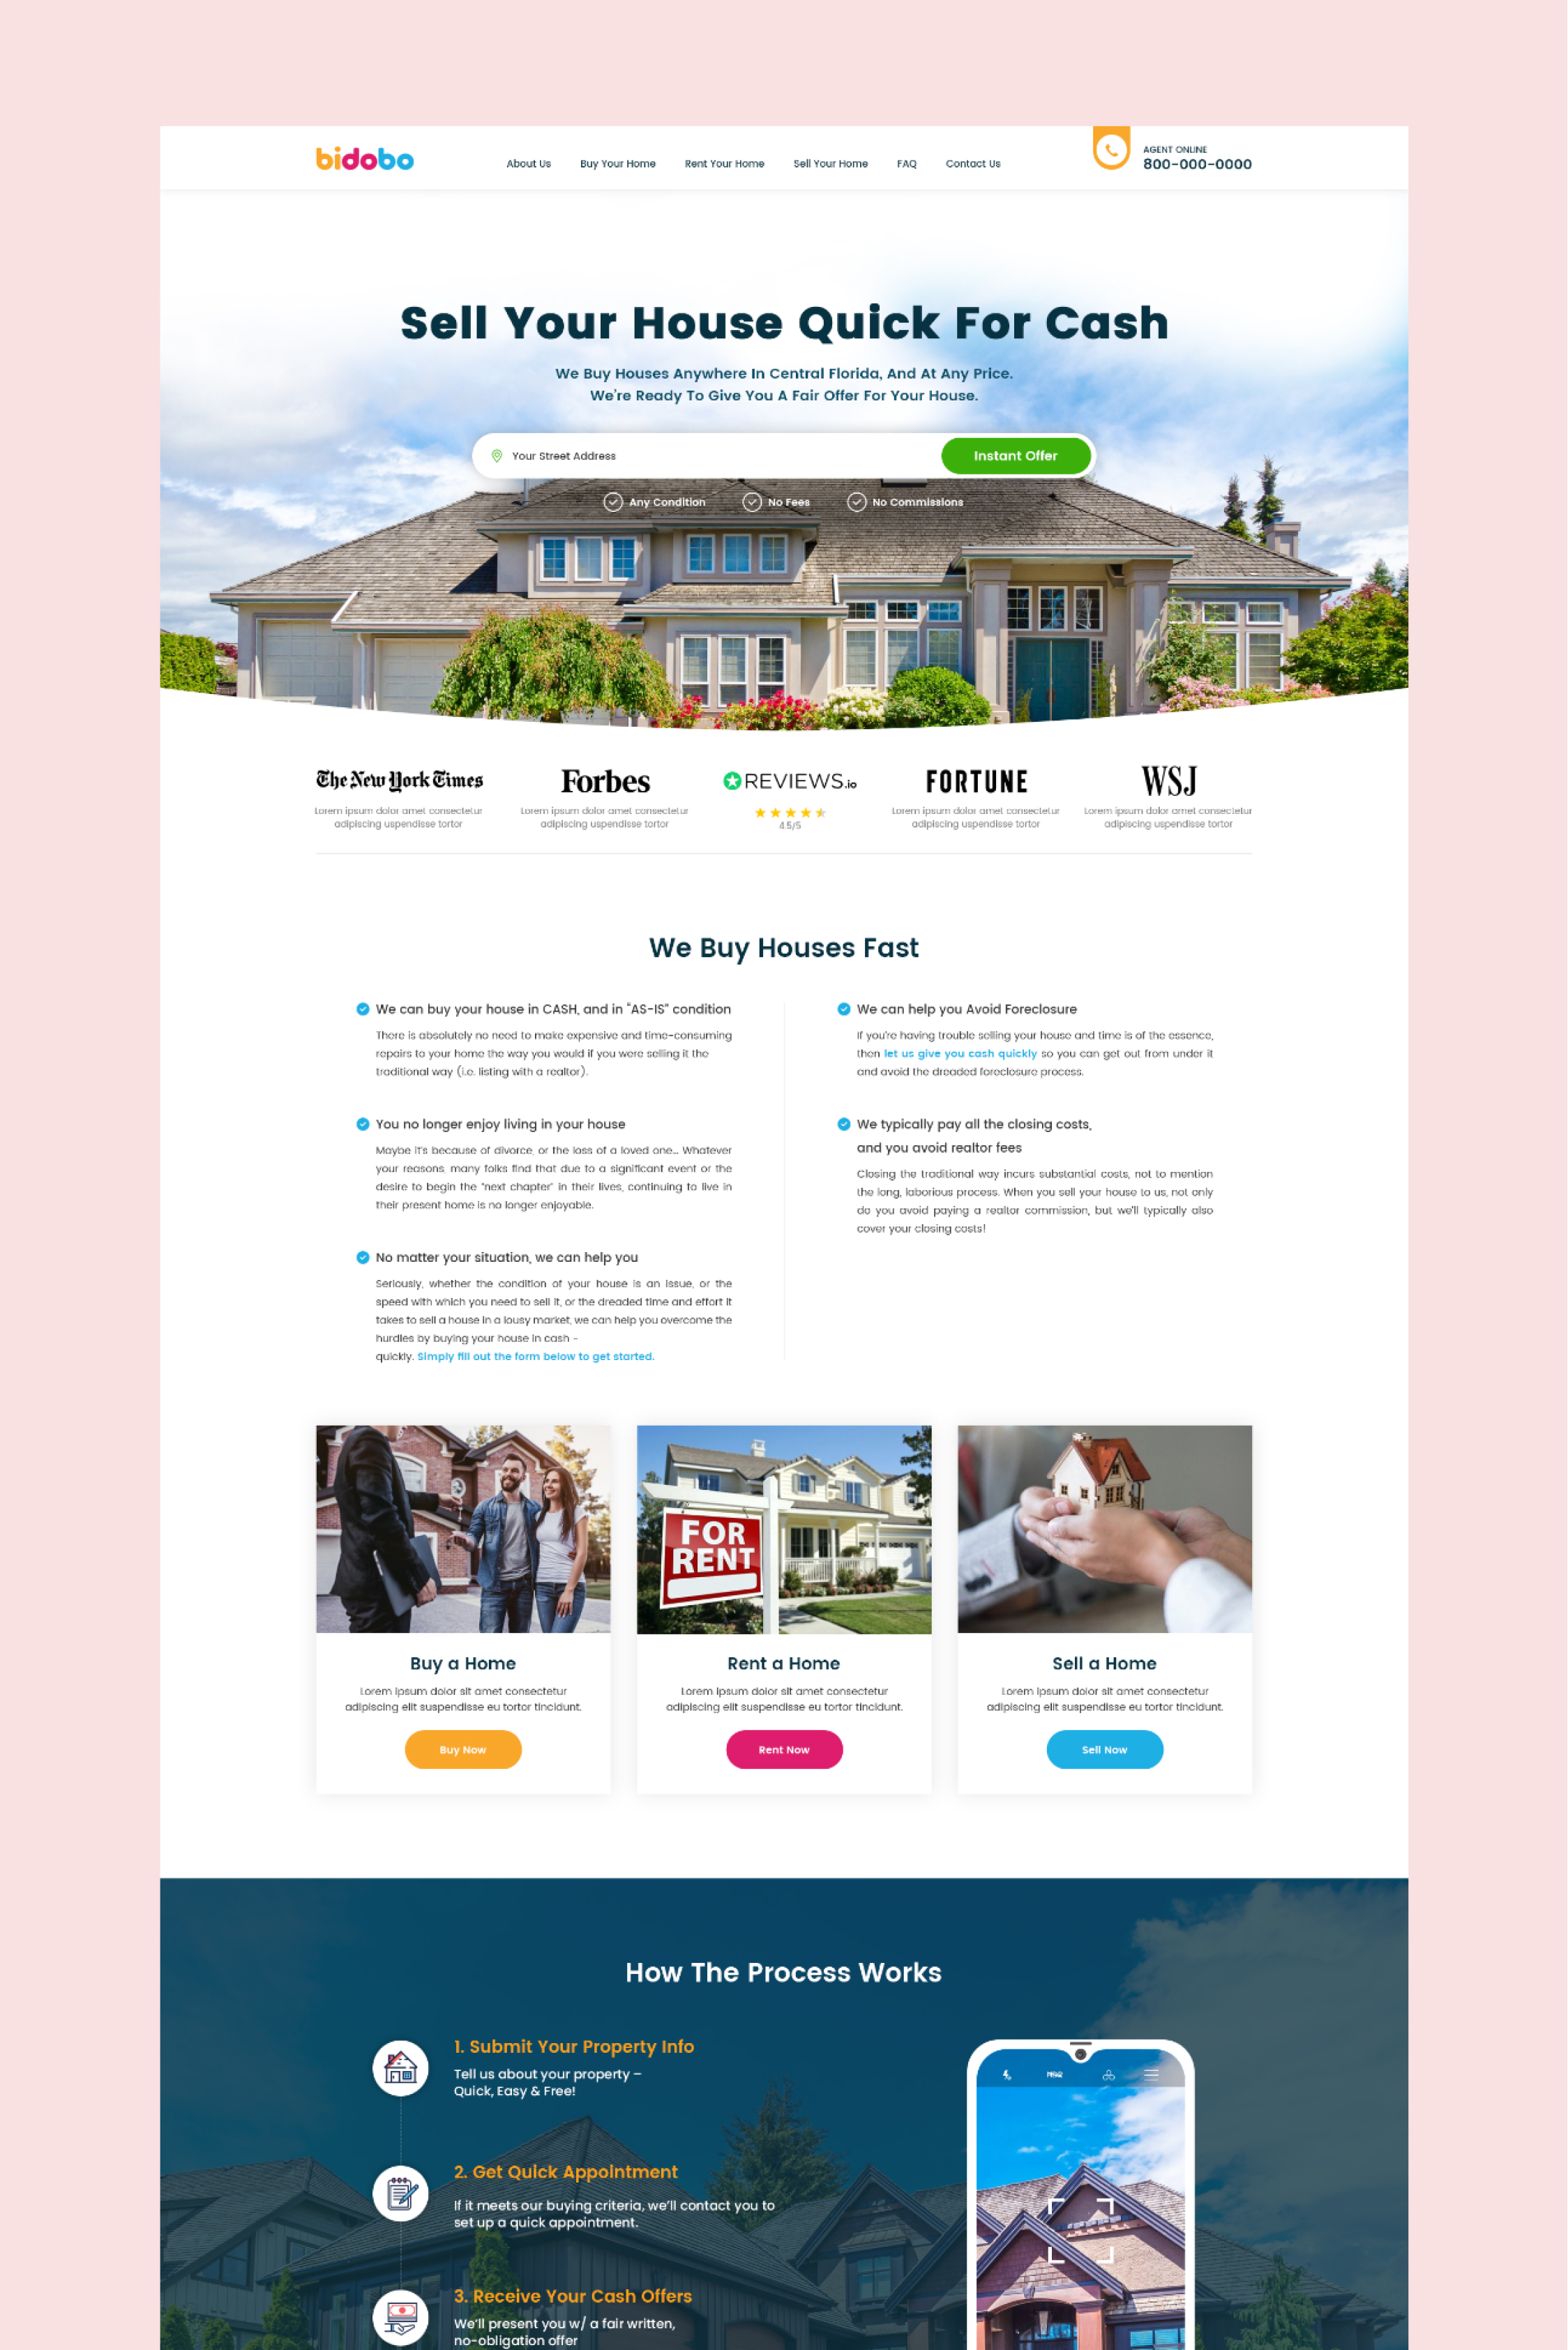 bidobo
About Us
Buy Your Home
Rent Your Home
Sell Your Home
FAQ
Contact Us
AGENT ONLINE
800-000-0000
Sell Your House Quick For Cash
We Buy Houses Anywhere In Central Florida, And At Any Price.
We're Ready To Give You A Fair Offer For Your House.
Your Street Address
Instant Offer
Any Condition
No Fees
No Commissions
The New York Times
Lorem ipsum dolor amet consectetur
adipiscing uspendisse tortor
Forbes
Lorem ipsum dolor amet consectetur
adipiscing uspendisse tortor
REVIEWS.io
4.5/5
FORTUNE
Lorem ipsum dolor amet consectetur
adipiscing uspendisse tortor
WSJ
Lorem ipsum dolor amet consectetur
adipiscing uspendisse tortor
We Buy Houses Fast
We can buy your house in CASH, and in "AS-IS" condition
There is absolutely no need to make expensive and time-consuming
repairs to your home the way you would if you were selling it the
traditional way (i.e. listing with a realtor).
You no longer enjoy living in your house
Maybe it's because of divorce, or the loss of a loved one... Whatever
your reasons, many folks find that due to a significant event or the
desire to begin the "next chapter" in their lives, continuing to live in
their present home is no longer enjoyable.
No matter your situation, we can help you
Seriously, whether the condition of your house is an issue, or the
speed with which you need to sell it, or the dreaded time and effort it
takes to sell a house in a lousy market, we can help you overcome the
hurdles by buying your house in cash -
quickly. Simply fill out the form below to get started.
We can help you Avoid Foreclosure
If you're having trouble selling your house and time is of the essence,
then let us give you cash quickly so you can get out from under it
and avoid the dreaded foreclosure process.
We typically pay all the closing costs,
and you avoid realtor fees
Closing the traditional way incurs substantial costs, not to mention
the long, laborious process. When you sell your house to us, not only
do you avoid paying a realtor commission, but we'll typically also
cover your closing costs!
FOR
RENT
Buy a Home
Lorem ipsum dolor sit amet consectetur
adipiscing elit suspendisse eu tortor tincidunt.
Buy Now
Rent a Home
Lorem ipsum dolor sit amet consectetur
adipiscing elit suspendisse eu tortor tincidunt.
Rent Now
Sell a Home
Lorem ipsum dolor sit amet consectetur
adipiscing elit suspendisse eu tortor tincidunt.
Sell Now
How The Process Works
1. Submit Your Property Info
Tell us about your property –
Quick, Easy & Free!
2. Get Quick Appointment
If it meets our buying criteria, we'll contact you to
set up a quick appointment.
3. Receive Your Cash Offers
We'll present you w/ a fair written,
no-obligation offer